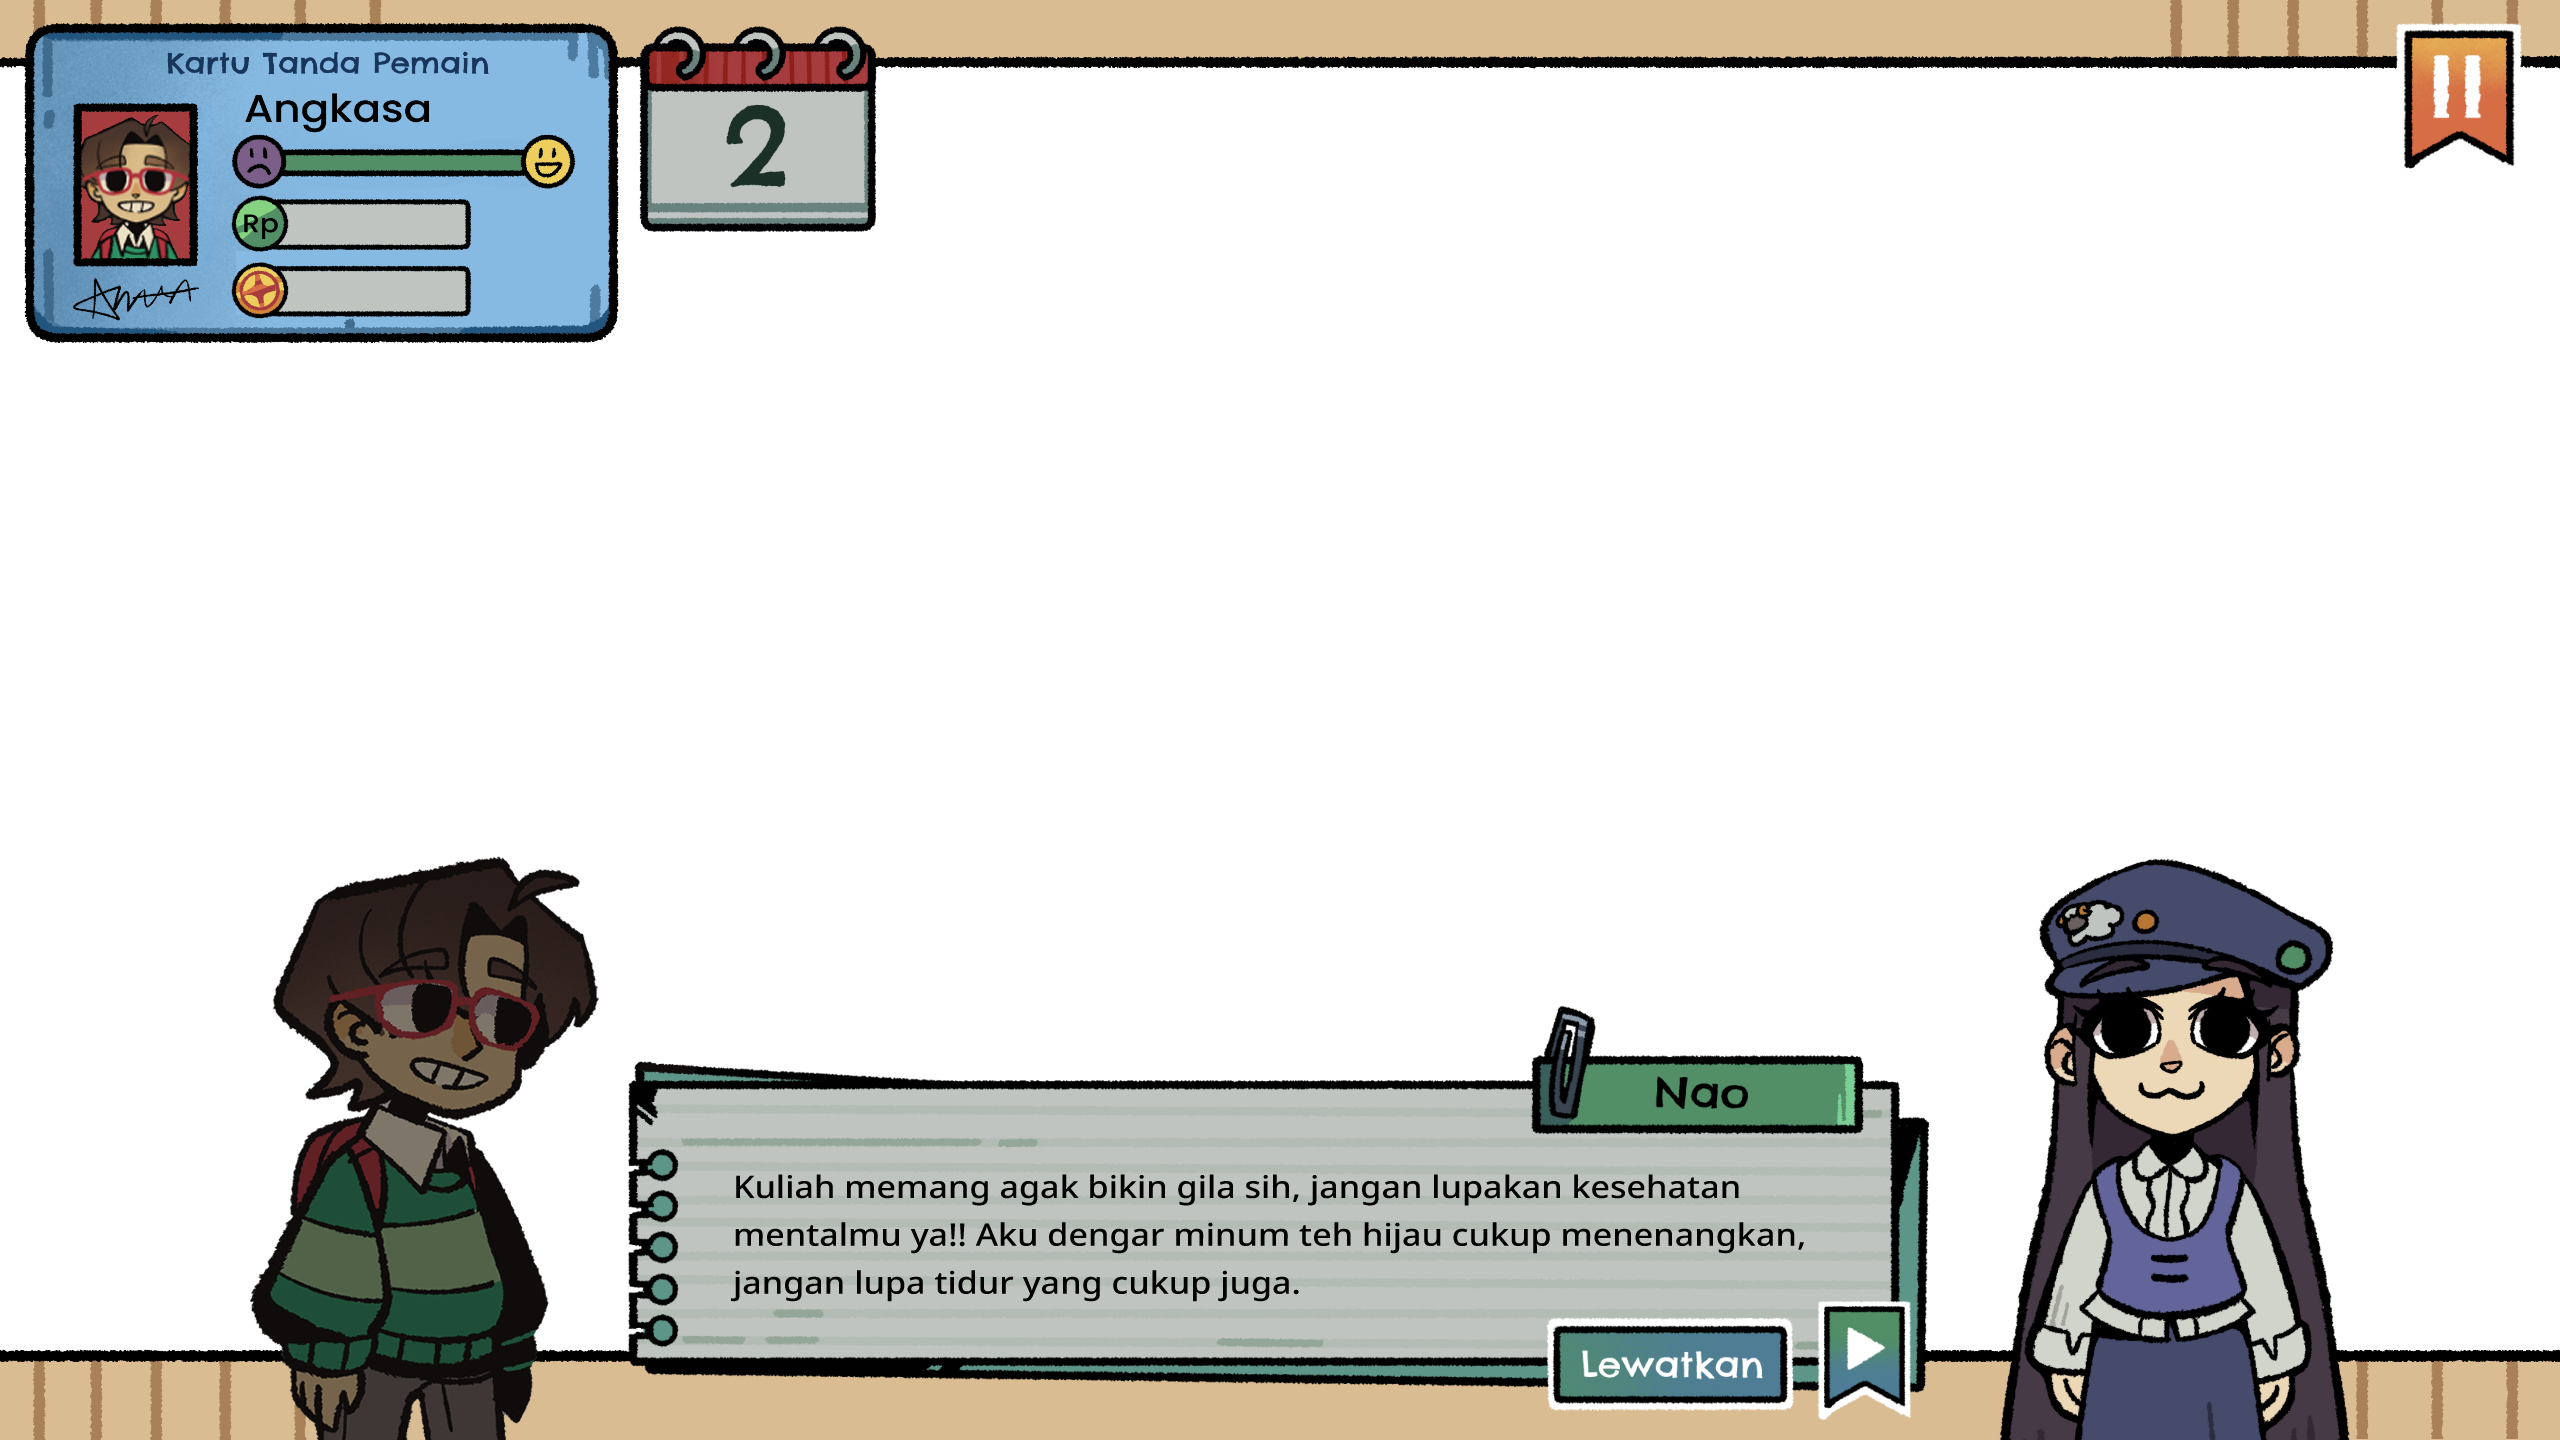 Kartu Tanda Pemain
Angkasa
Rp
2
Nao
Kuliah memang agak bikin gila sih, jangan lupakan kesehatan
mentalmu ya!! Aku dengar minum teh hijau cukup menenangkan,
jangan lupa tidur yang cukup juga.
Lewatkan